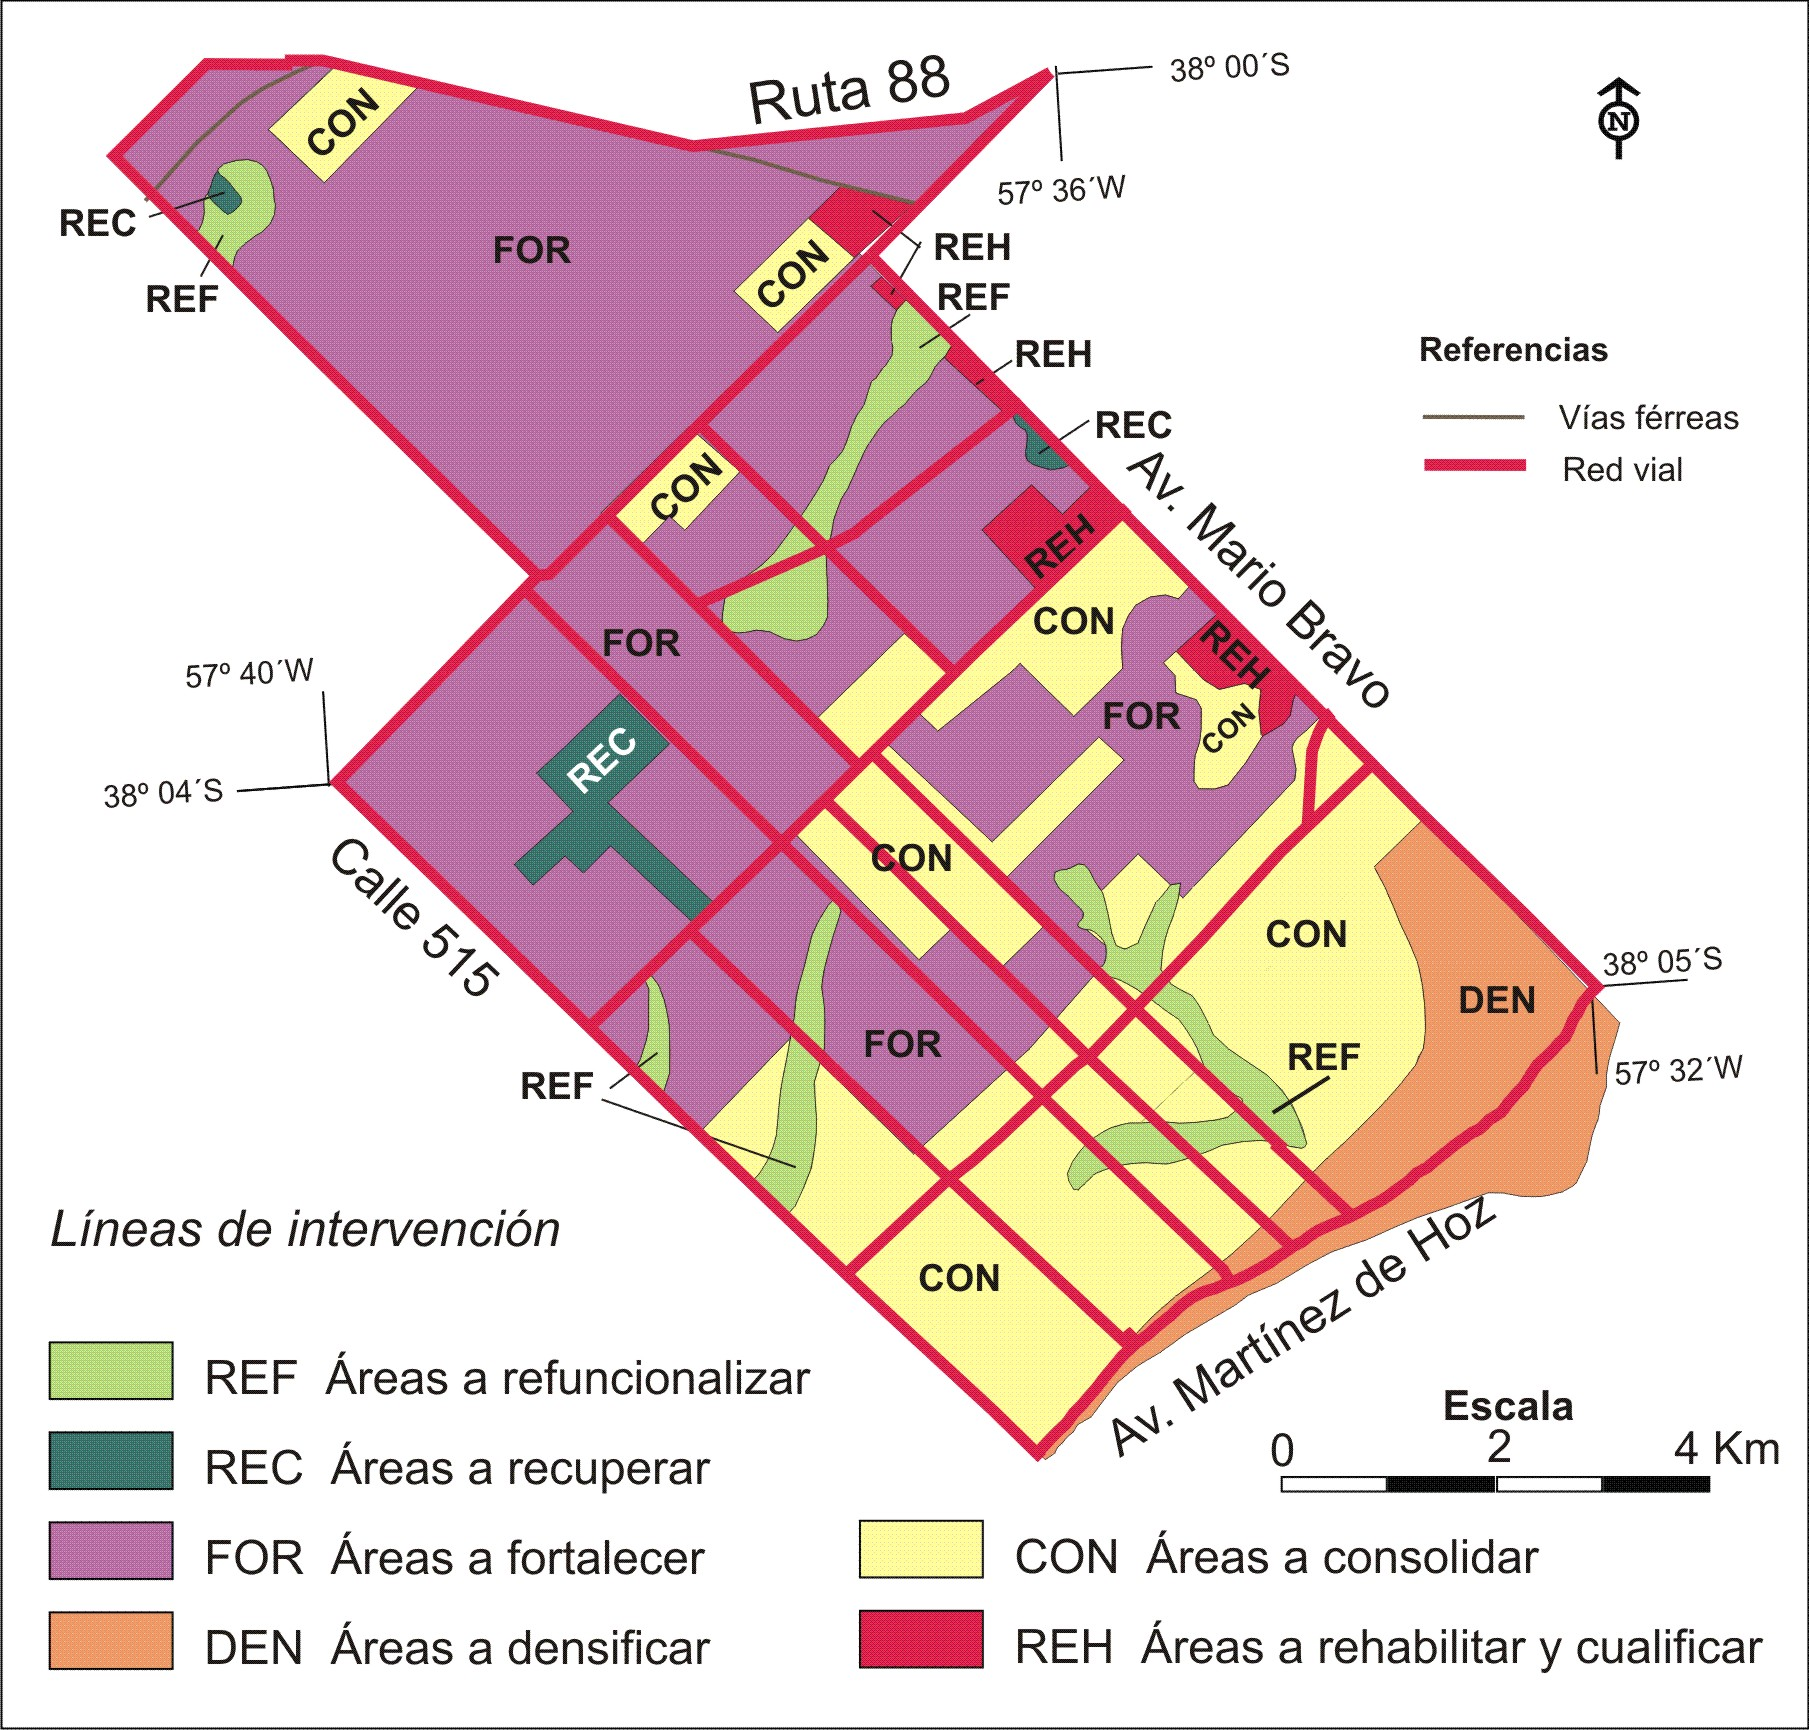 Ruta 88
38º 00´S
N
57º 36´W
CON
REC
REF
FOR
CON
REH
REF
REH
REC
Referencias
Vías férreas
Red vial
Av. Mario Bravo
CON
REH
CON
FOR
REH
FOR
CON
57º 40´W
38º 04´S
REC
Calle 515
CON
CON
38º 05´S
DEN
57º 32´W
FOR
REF
REF
CON
Av. Martínez de Hoz
Líneas de intervención
REF Áreas a refuncionalizar
REC Áreas a recuperar
FOR Áreas a fortalecer
DEN Áreas a densificar
Escala
0 2 4 Km
CON Áreas a consolidar
REH Áreas a rehabilitar y cualificar